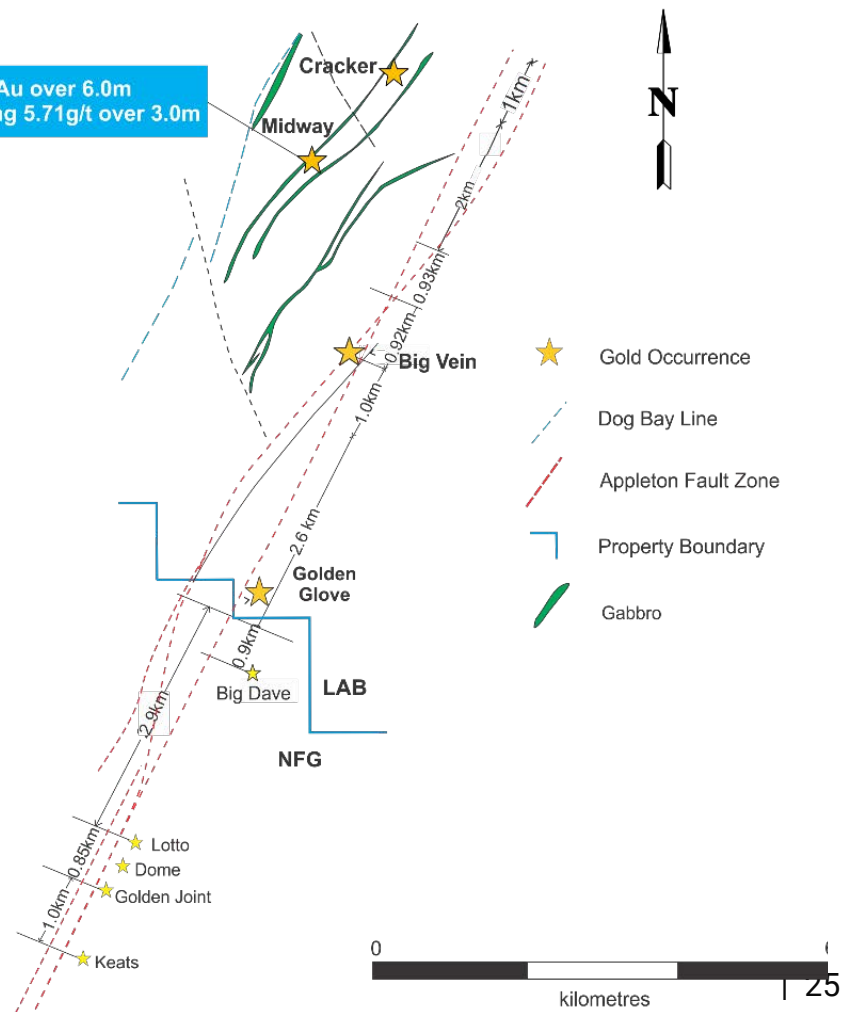 Au over 6.0m
5.71g/t over 3.0m
Cracker
Midway
N
1km
2km
0.93km
0.92km
Big Vein
1.0km
2.6 km
Golden
Glove
0.9km
Big Dave
LAB
NFG
2.9km
Lotto
0.85km
Dome
Golden Joint
1.0km
Keats
Gold Occurrence
Dog Bay Line
Appleton Fault Zone
Property Boundary
Gabbro
0
kilometres
| 25